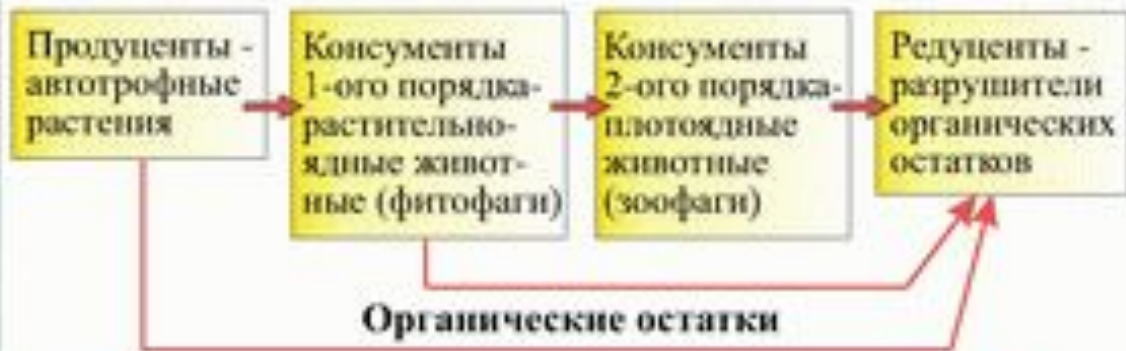 Продуценты -
автотрофные
растения
Консументы
1-ого порядка-
растительно-
ядные живот-
ные (фитофаги)
Консументы
2-ого порядка-
плотоядные
животные
(зоофаги)
Редуценты -
разрушители
органических
остатков
Органические остатки